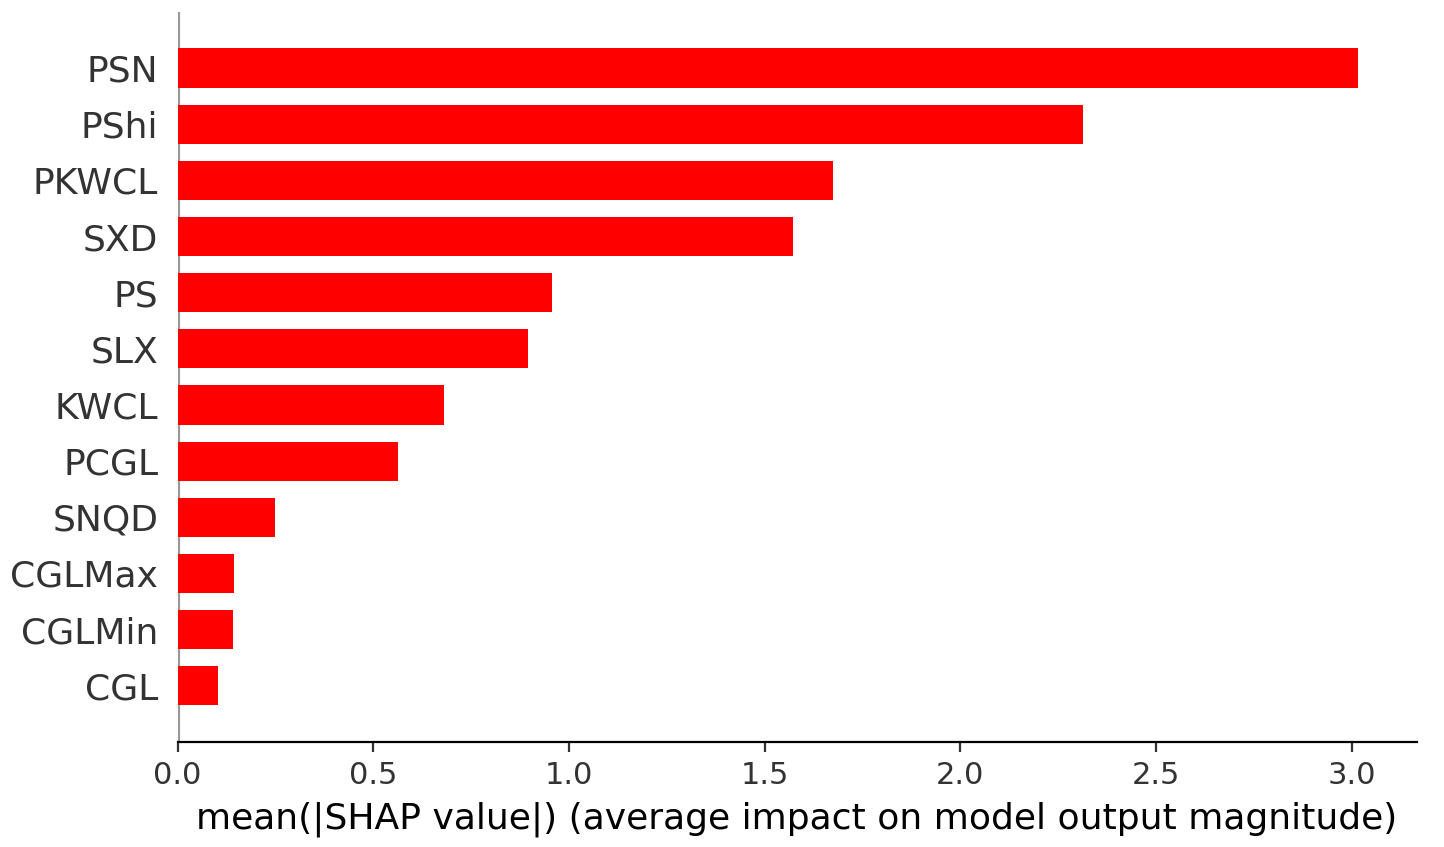 PSN
PShi
PKWCL
SXD
PS
SLX
KWCL
PCGL
SNQD
CGLMax
CGLMin
CGL
0.0 0.5 1.0 1.5 2.0 2.5 3.0
mean(|SHAP value|) (average impact on model output magnitude)